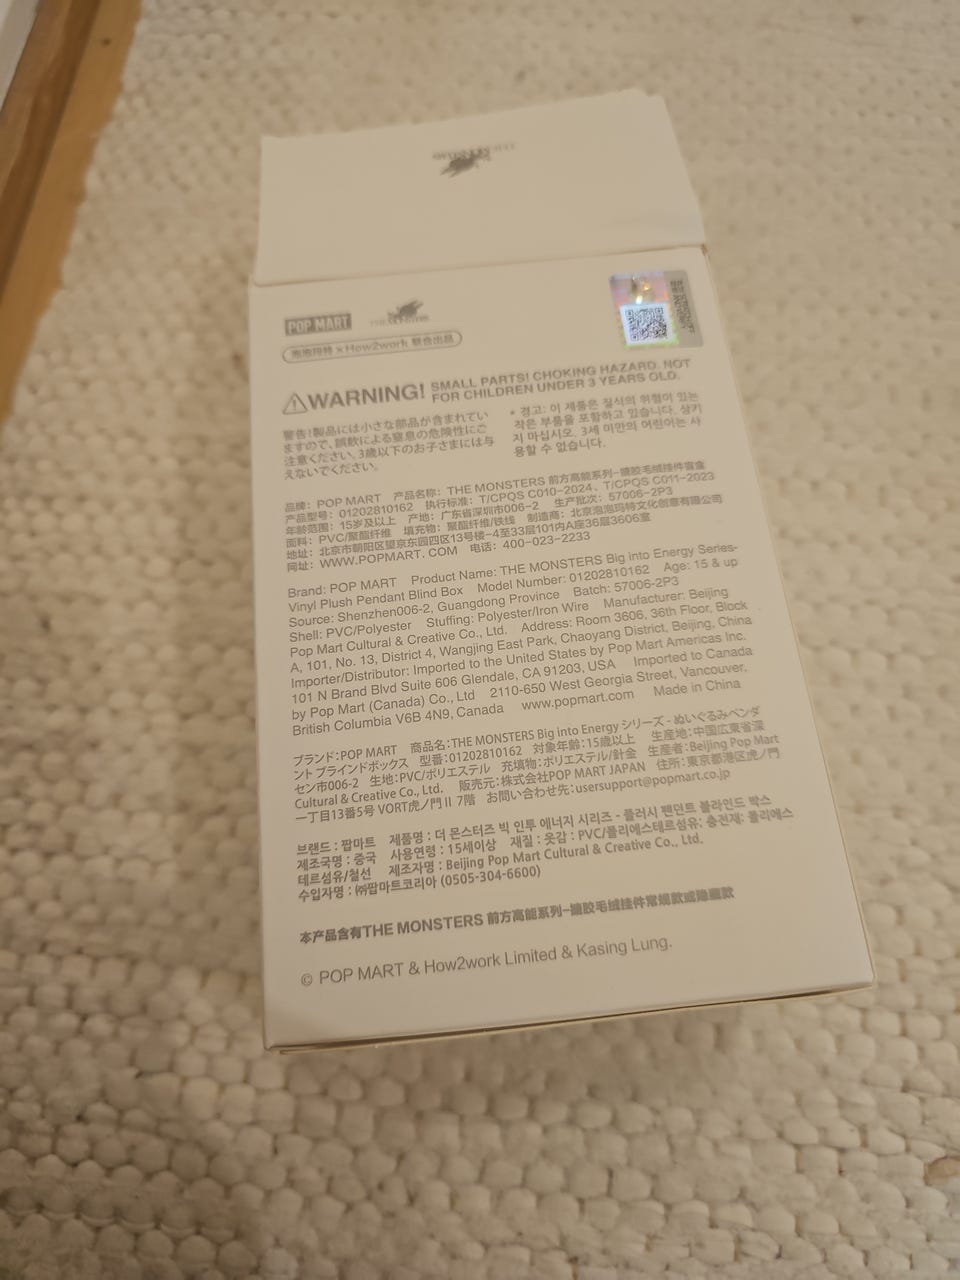 POP MART
泡泡玛特 × How2work 联合出品
WARNING! SMALL PARTS! CHOKING HAZARD. NOT
FOR CHILDREN UNDER 3 YEARS OLD.
警告!製品には小さな部品が含まれてい
ますので、誤飲による窒息の危険性にご
注意ください。3歳以下のお子さまには与
えないでください。
* 경고: 이 제품은 질식의 위험이 있는
작은 부품을 포함하고 있습니다. 삼키
지 마십시오. 3세 미만의 어린이는 사
용할 수 없습니다.
品牌：POP MART 产品名称：THE MONSTERS 前方高能系列-搪胶毛绒挂件盲盒
产品型号：01202810162 执行标准：T/CPQS C010-2024、T/CPQS C011-2023
年龄范围：15岁及以上 产地：广东省深圳市006-2 生产批次：57006-2P3
面料：PVC/聚酯纤维 填充物：聚酯纤维/铁线 制造商：北京泡泡玛特文化创意有限公司
地址：北京市朝阳区望京东园四区13号楼-4至33层101内A座36层3606室
网址：WWW.POPMART.COM 电话：400-023-2233
Brand: POP MART Product Name: THE MONSTERS Big into Energy Series-
Vinyl Plush Pendant Blind Box Model Number: 01202810162 Age: 15 & up
Source: Shenzhen006-2, Guangdong Province Batch: 57006-2P3
Shell: PVC/Polyester Stuffing: Polyester/Iron Wire Manufacturer: Beijing
Pop Mart Cultural & Creative Co., Ltd. Address: Room 3606, 36th Floor, Block
A, 101, No. 13, District 4, Wangjing East Park, Chaoyang District, Beijing, China
Importer/Distributor: Imported to the United States by Pop Mart Americas Inc.
101 N Brand Blvd Suite 606 Glendale, CA 91203, USA Imported to Canada
by Pop Mart (Canada) Co., Ltd 2110-650 West Georgia Street, Vancouver,
British Columbia V6B 4N9, Canada www.popmart.com Made in China
ブランド：POP MART 商品名：THE MONSTERS Big into Energy シリーズ - ぬいぐるみペンダ
ント ブラインドボックス 型番：01202810162 対象年齢：15歳以上 生産地：中国広東省深
セン市006-2 生地：PVC/ポリエステル 充填物：ポリエステル/針金 生産者：Beijing Pop Mart
Cultural & Creative Co., Ltd. 販売元：株式会社POP MART JAPAN 住所：東京都港区虎ノ門
一丁目13番5号 VORT虎ノ門II 7階 お問い合わせ先：usersupport@popmart.co.jp
브랜드 : 팝마트 제품명 : 더 몬스터즈 빅 인투 에너지 시리즈 - 플러시 펜던트 블라인드 박스
제조국명 : 중국 사용연령 : 15세이상 재질 : 옷감 : PVC/폴리에스테르섬유; 충전재: 폴리에스
테르섬유/철선 제조자명 : Beijing Pop Mart Cultural & Creative Co., Ltd.
수입자명 : ㈜팝마트코리아 (0505-304-6600)
本产品含有THE MONSTERS 前方高能系列-搪胶毛绒挂件常规款或隐藏款
© POP MART & How2work Limited & Kasing Lung.